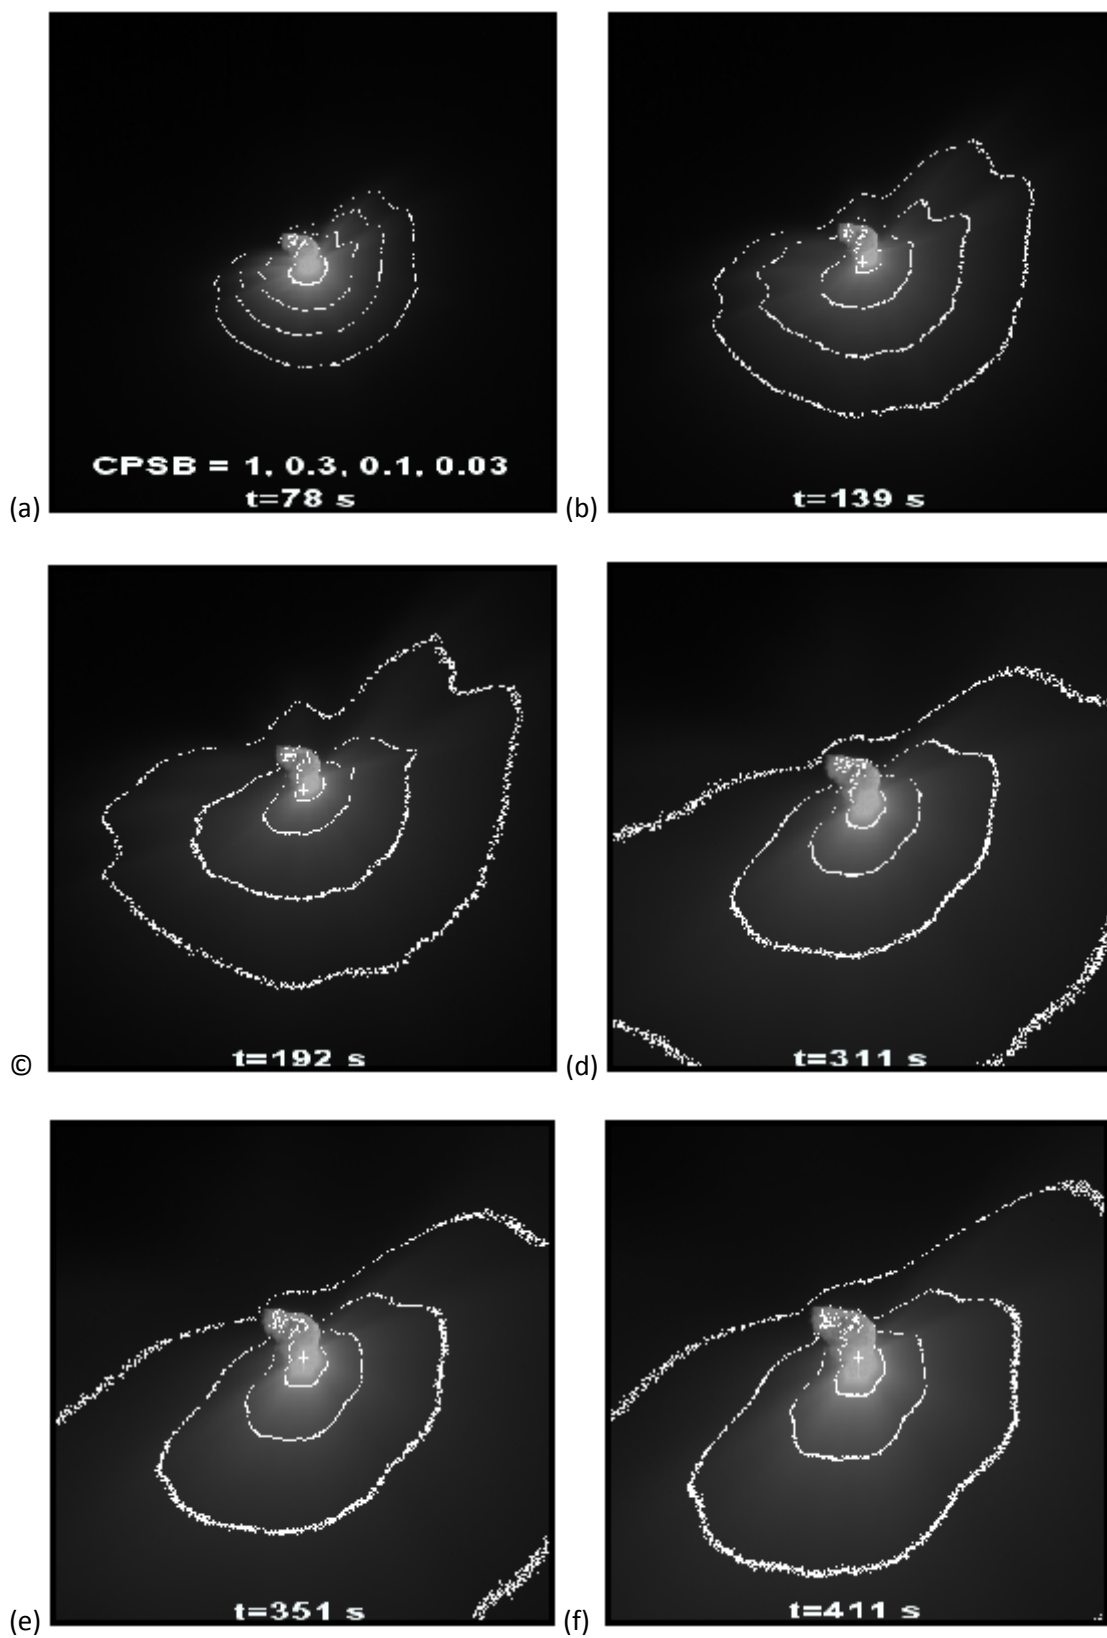 CPSB = 1, 0.3, 0.1, 0.03
t=78 s
(a)
t=139 s
(b)
t=192 s
©
t=311 s
(d)
t=351 s
(e)
t=411 s
(f)